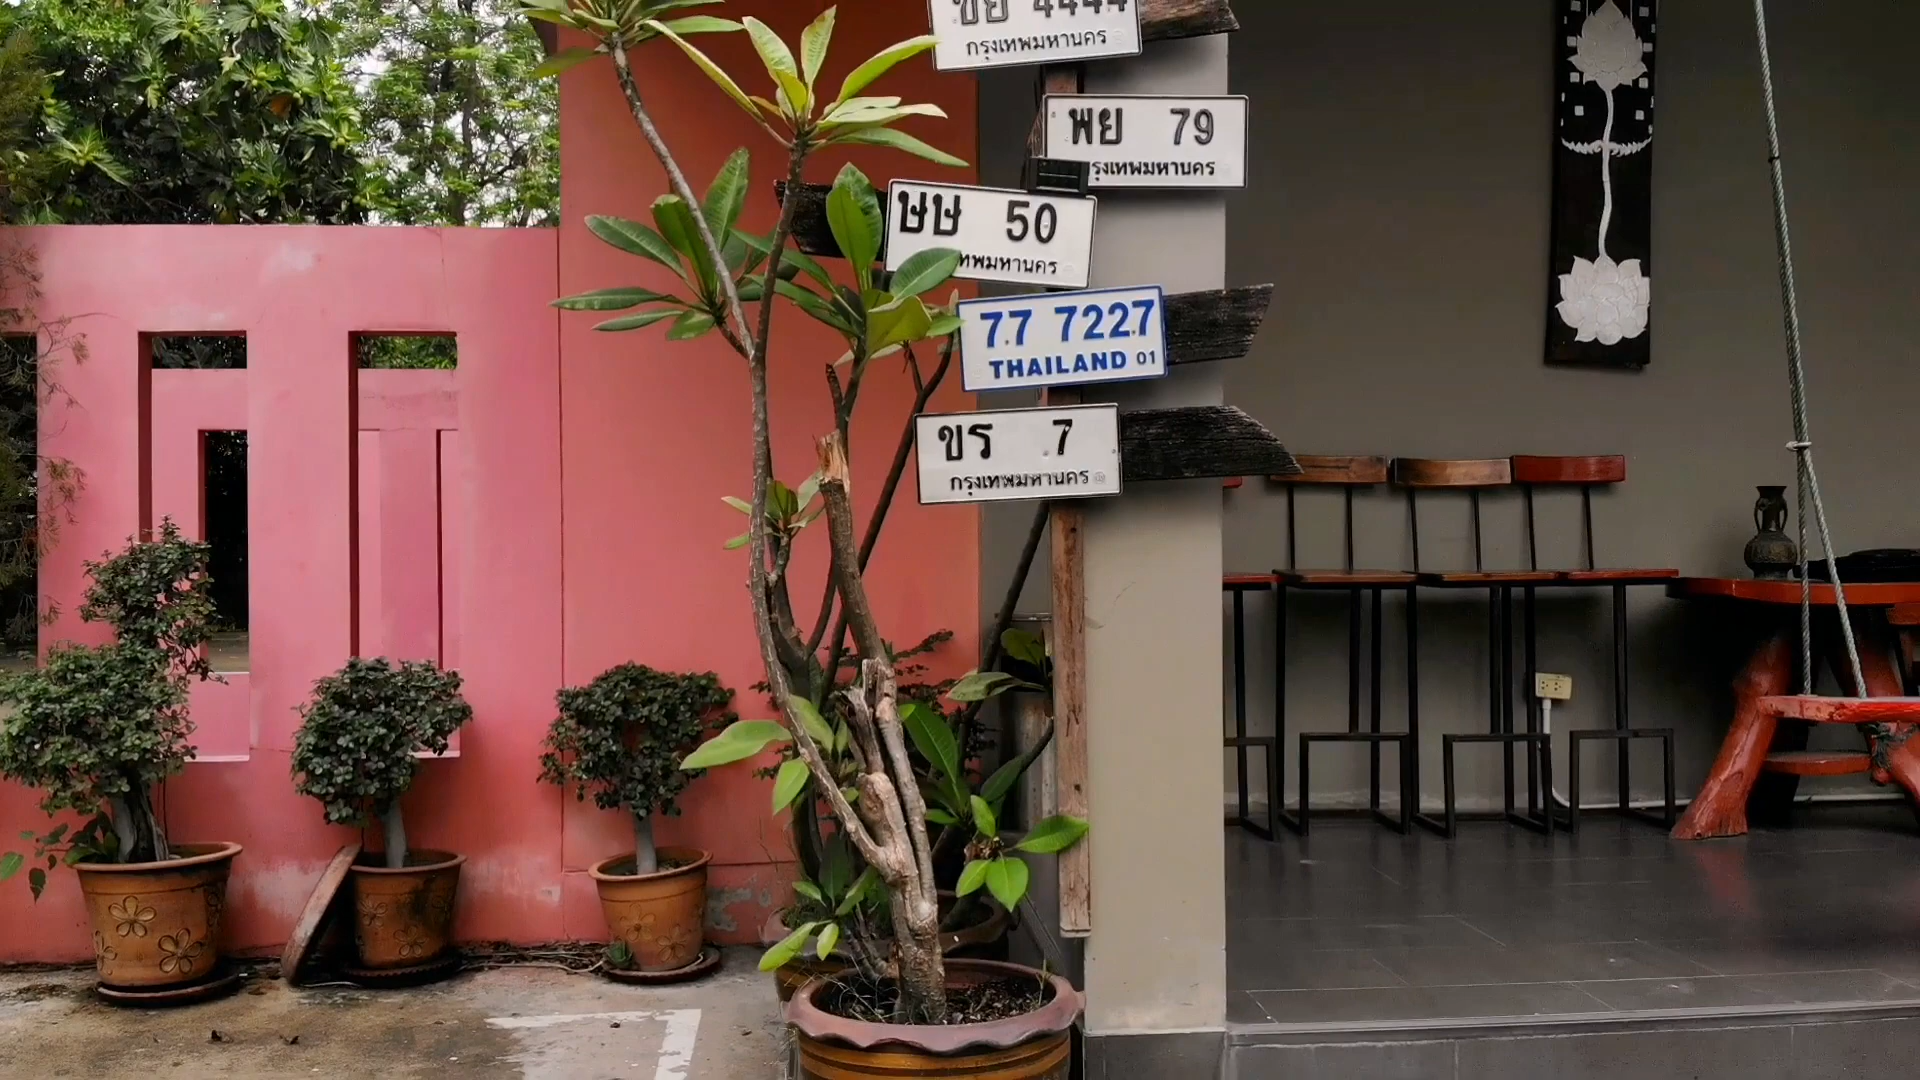 ชย 4444
กรุงเทพมหานคร
พย 79
กรุงเทพมหานคร
ษษ 50
เทพมหานคร
77 7227
THAILAND 01
ขร 7
กรุงเทพมหานคร